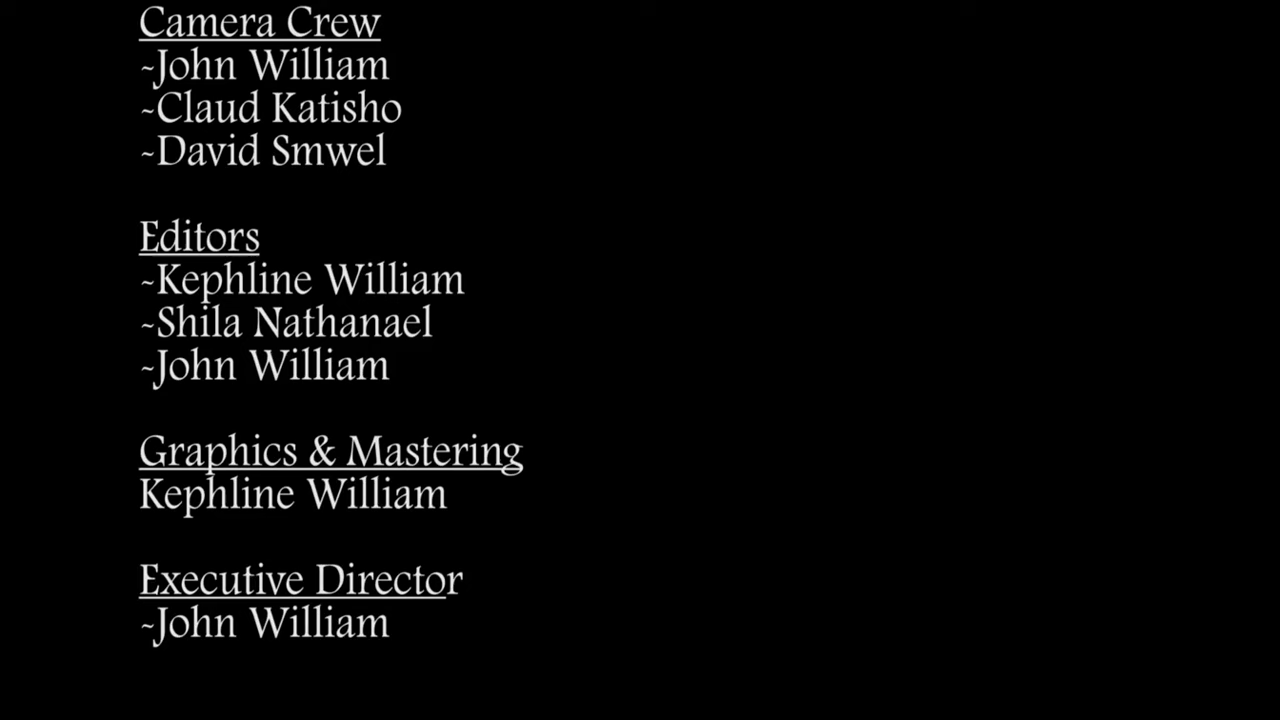 Camera Crew
~John William
~Claud Katisho
~David Smwel
Editors
~Kephline William
~Shila Nathanael
~John William
Graphics & Mastering
Kephline William
Executive Director
~John William